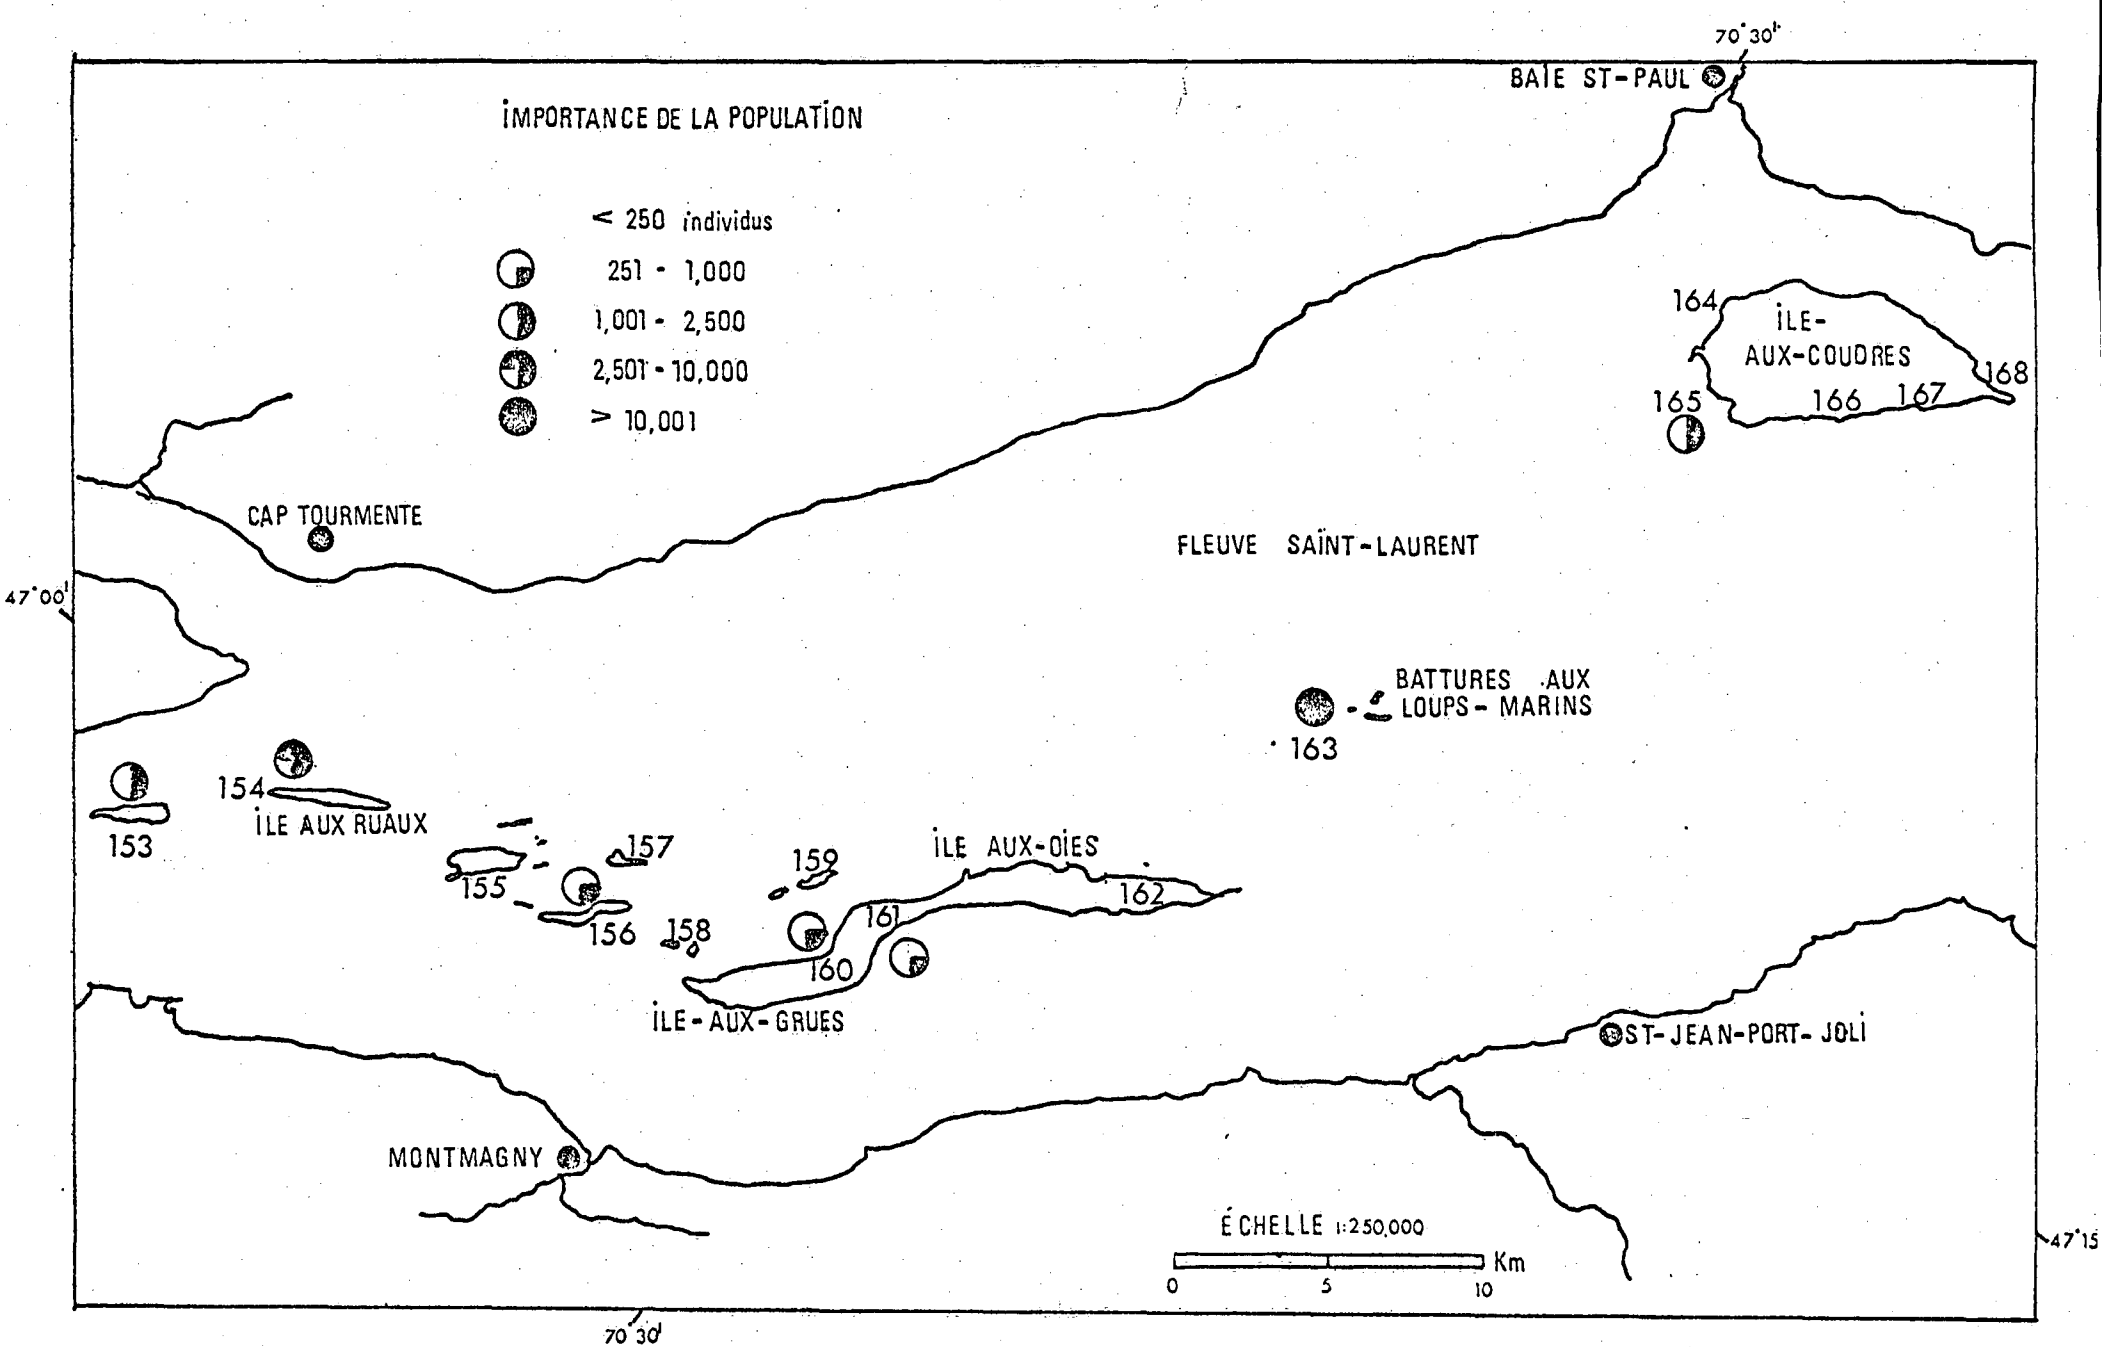 70°30'
BAIE ST-PAUL
IMPORTANCE DE LA POPULATION
< 250 individus
251 - 1,000
1,001 - 2,500
2,501 - 10,000
> 10,001
164
ÎLE-
AUX-COUDRES
168
165
166
167
CAP TOURMENTE
FLEUVE SAINT-LAURENT
47°00'
BATTURES AUX
LOUPS-MARINS
163
154
ÎLE AUX RUAUX
153
155
157
156
158
159
ÎLE AUX-OIES
161
162
160
ÎLE-AUX-GRUES
ST-JEAN-PORT-JOLI
MONTMAGNY
ÉCHELLE 1:250,000
Km
0 5 10
47°15
70°30'